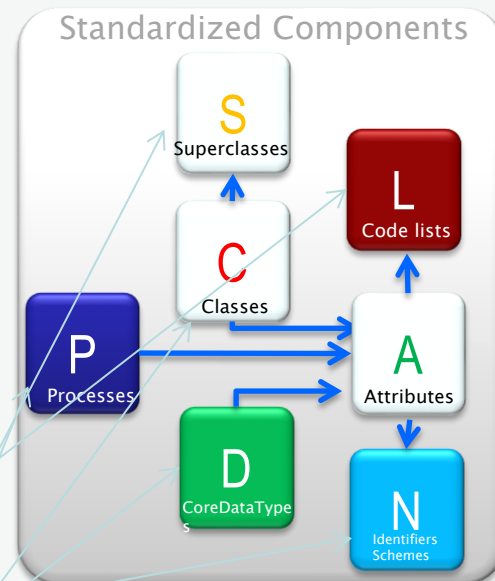 Standardized Components
S
Superclasses
L
Code lists
C
Classes
P
Processes
A
Attributes
D
CoreDataType
s
N
Identifiers
Schemes